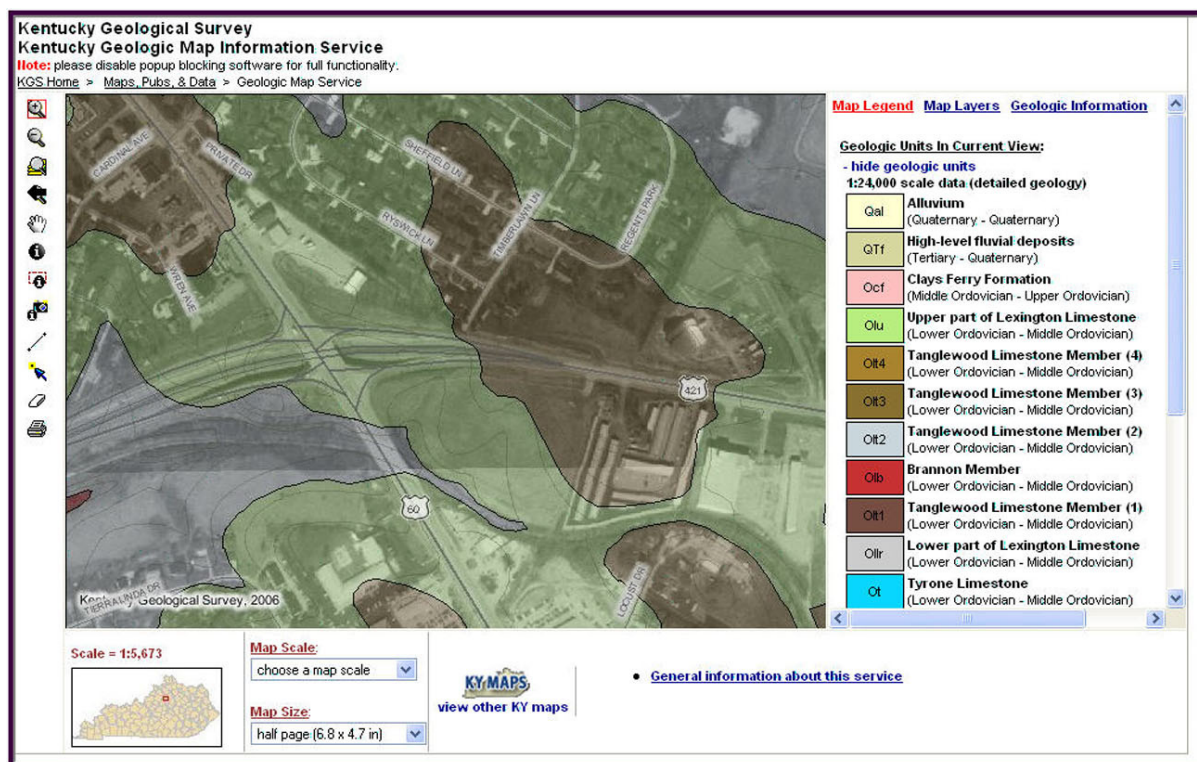 Kentucky Geological Survey
Kentucky Geologic Map Information Service
Note: please disable popup blocking software for full functionality.
KGS Home > Maps, Pubs, & Data > Geologic Map Service
CARDINAL AVE
PRIVATE DR
SHEFFIELD LN
RYSWICK LN
TIMBERLAWN LN
REGENTS PARK
WREN AVE
421
60
LOCUST DR
TIERRA LINDA DR
Kentucky Geological Survey, 2006
Map Legend Map Layers Geologic Information
Geologic Units In Current View:
- hide geologic units
1:24,000 scale data (detailed geology)
Qal Alluvium
(Quaternary - Quaternary)
QTf High-level fluvial deposits
(Tertiary - Quaternary)
Ocf Clays Ferry Formation
(Middle Ordovician - Upper Ordovician)
Olu Upper part of Lexington Limestone
(Lower Ordovician - Middle Ordovician)
Olt4 Tanglewood Limestone Member (4)
(Lower Ordovician - Middle Ordovician)
Olt3 Tanglewood Limestone Member (3)
(Lower Ordovician - Middle Ordovician)
Olt2 Tanglewood Limestone Member (2)
(Lower Ordovician - Middle Ordovician)
Olb Brannon Member
(Lower Ordovician - Middle Ordovician)
Olt1 Tanglewood Limestone Member (1)
(Lower Ordovician - Middle Ordovician)
Ollr Lower part of Lexington Limestone
(Lower Ordovician - Middle Ordovician)
Ot Tyrone Limestone
(Lower Ordovician - Middle Ordovician)
Scale = 1:5,673
Map Scale:
choose a map scale
Map Size:
half page (6.8 x 4.7 in)
KY MAPS
view other KY maps
General information about this service